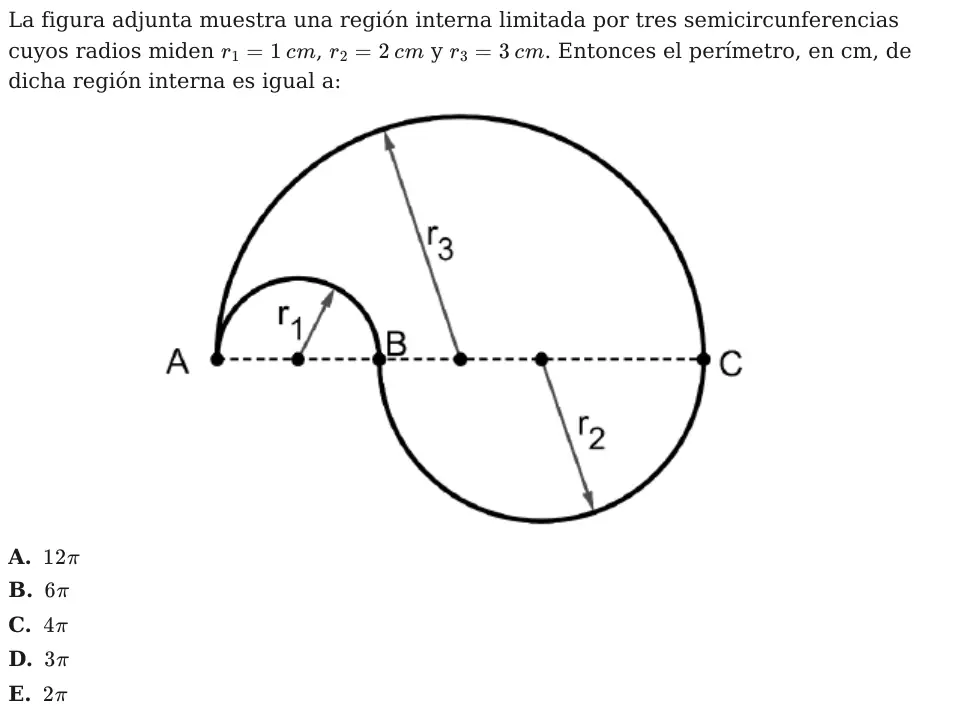 La figura adjunta muestra una región interna limitada por tres semicircunferencias
cuyos radios miden r₁ = 1 cm, r₂ = 2 cm y r₃ = 3 cm. Entonces el perímetro, en cm, de
dicha región interna es igual a:
r₃
r₁
B
A
C
r₂
A. 12π
B. 6π
C. 4π
D. 3π
E. 2π